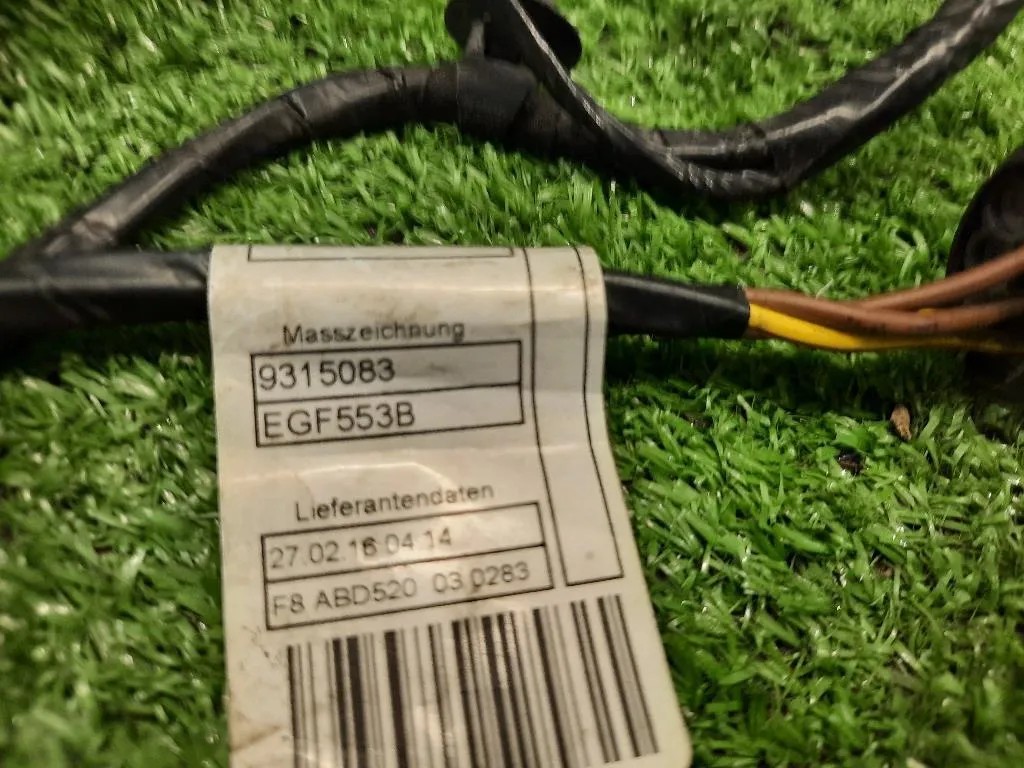 Masszeichnung
9315083
EGF553B
Lieferantendaten
27.02.16 04 14
F8 ABD520 03 0283